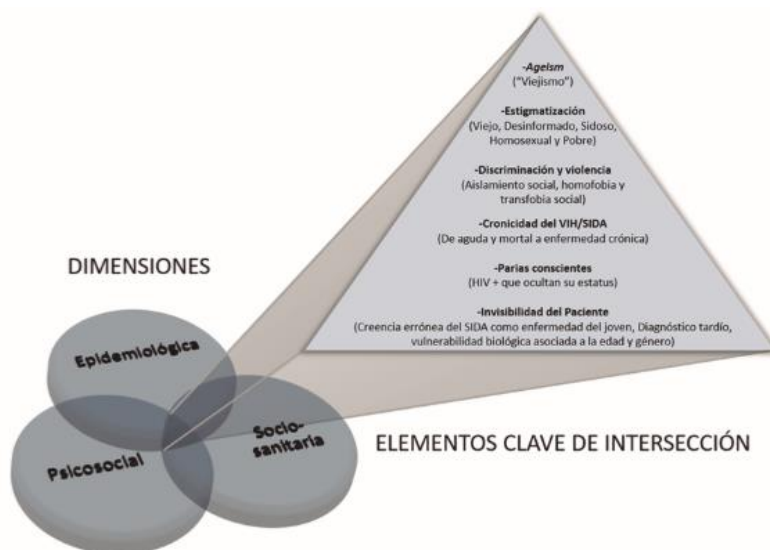 -Ageism
("Viejismo")
-Estigmatización
(Viejo, Desinformado, Sidoso,
Homosexual y Pobre)
-Discriminación y violencia
(Aislamiento social, homofobia y
transfobia social)
-Cronicidad del VIH/SIDA
(De aguda y mortal a enfermedad crónica)
-Parias conscientes
(HIV + que ocultan su estatus)
-Invisibilidad del Paciente
(Creencia errónea del SIDA como enfermedad del joven, Diagnóstico tardío,
vulnerabilidad biológica asociada a la edad y género)
DIMENSIONES
Epidemiológica
Psicosocial
Socio-
sanitaria
ELEMENTOS CLAVE DE INTERSECCIÓN